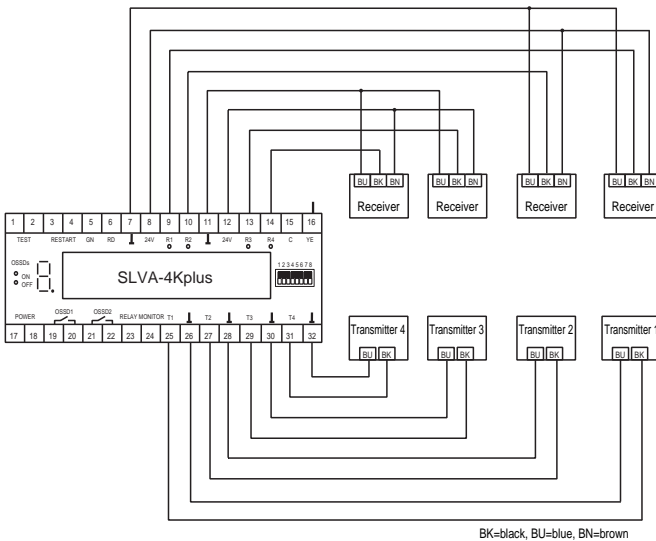 BU BK BN
Receiver
BU BK BN
Receiver
BU BK BN
Receiver
BU BK BN
Receiver
1 2 3 4 5 6 7 8 9 10 11 12 13 14 15 16
TEST RESTART GN RD 24V R1 R2 24V R3 R4 C YE
OSSDs
ON
OFF
8.
SLVA-4Kplus
1 2 3 4 5 6 7 8
POWER OSSD1 OSSD2 RELAY MONITOR T1 T2 T3 T4
17 18 19 20 21 22 23 24 25 26 27 28 29 30 31 32
Transmitter 4
BU BK
Transmitter 3
BU BK
Transmitter 2
BU BK
Transmitter 1
BU BK
BK=black, BU=blue, BN=brown